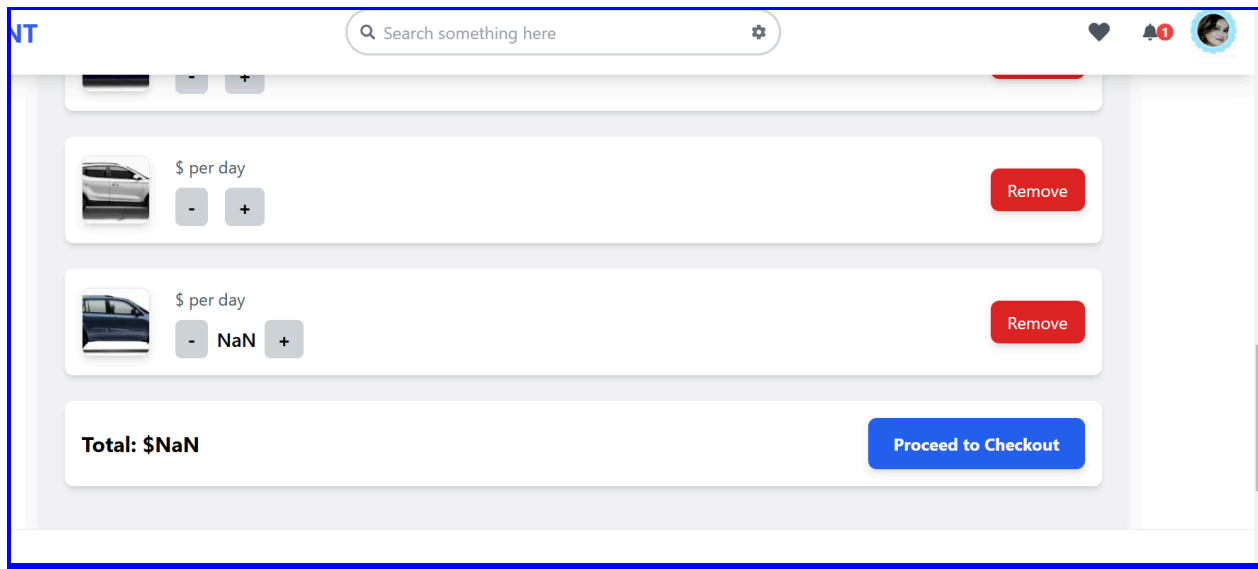 NT
Search something here
1
- +
$ per day
- +
Remove
$ per day
- NaN +
Remove
Total: $NaN
Proceed to Checkout